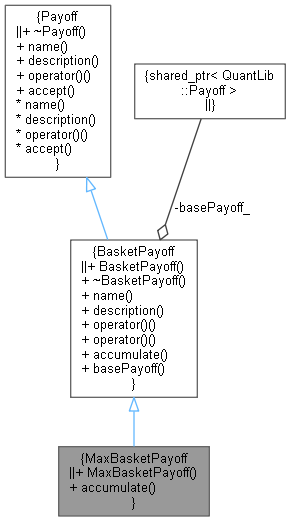 {Payoff
||+ ~Payoff()
+ name()
+ description()
+ operator()()
+ accept()
* name()
* description()
* operator()()
* accept()
}
{shared_ptr< QuantLib
::Payoff >
||}
-basePayoff_
{BasketPayoff
||+ BasketPayoff()
+ ~BasketPayoff()
+ name()
+ description()
+ operator()()
+ operator()()
+ accumulate()
+ basePayoff()
}
{MaxBasketPayoff
||+ MaxBasketPayoff()
+ accumulate()
}